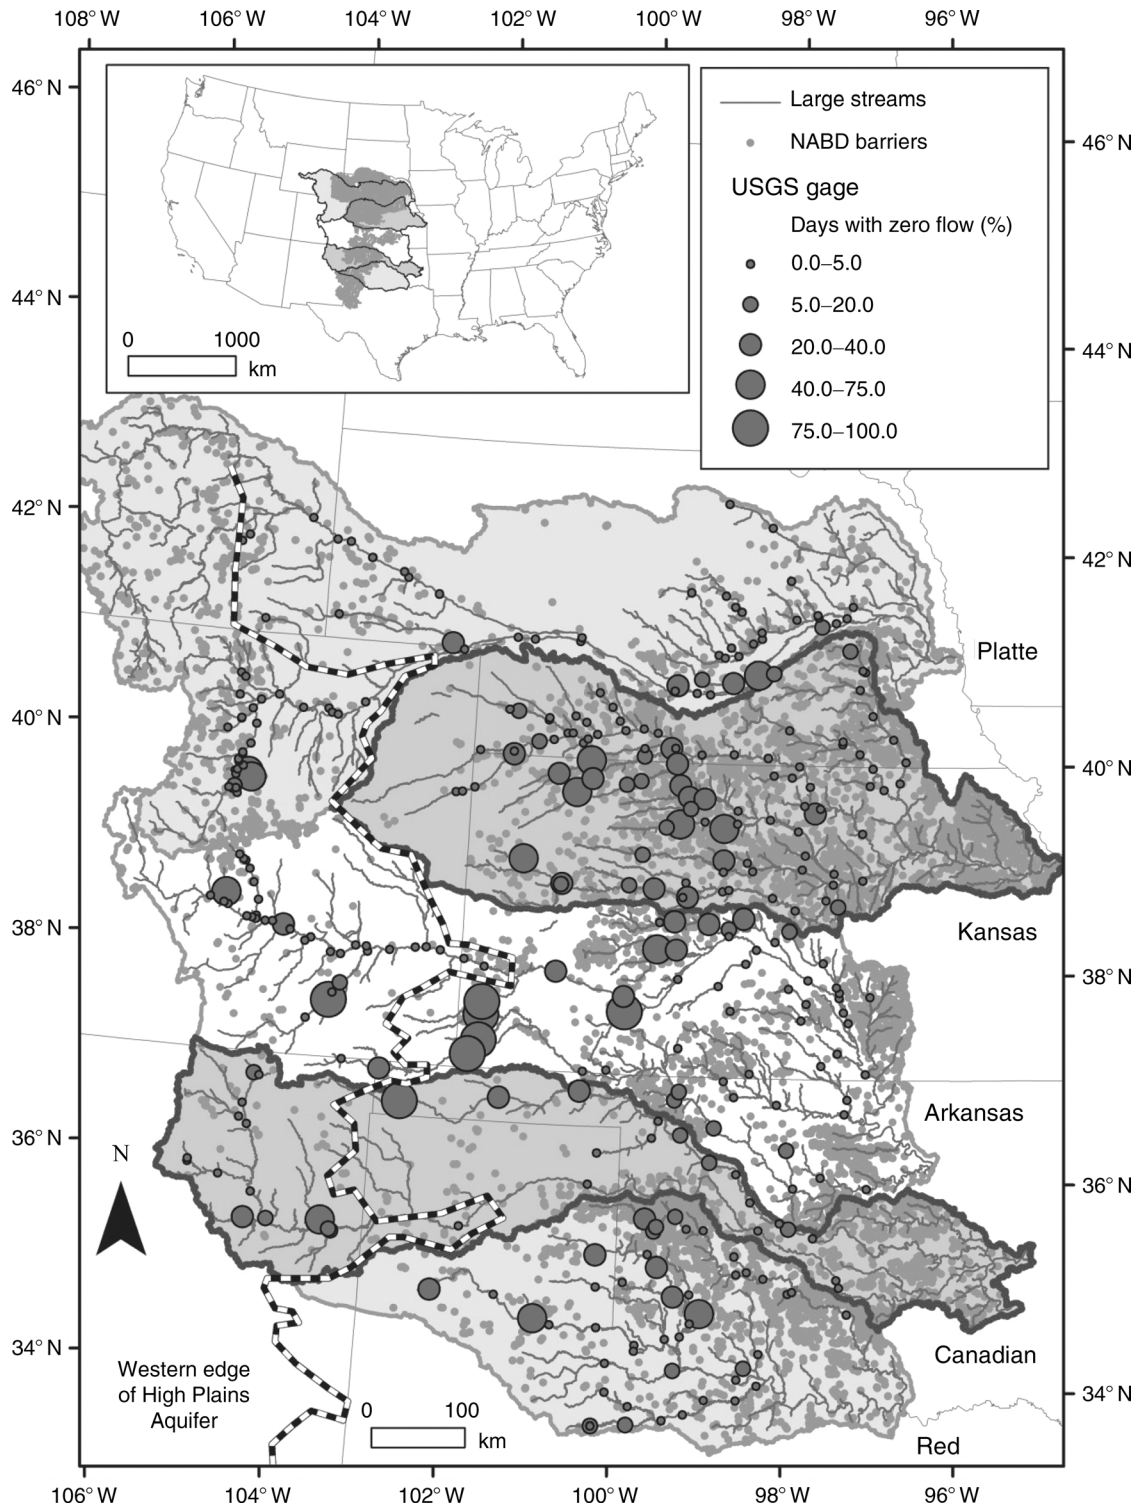 108° W 106° W 104° W 102° W 100° W 98° W 96° W
46° N
44° N
42° N
40° N
38° N
36° N
34° N
46° N
44° N
42° N
40° N
38° N
36° N
34° N
0 1000
km
Large streams
NABD barriers
USGS gage
Days with zero flow (%)
0.0–5.0
5.0–20.0
20.0–40.0
40.0–75.0
75.0–100.0
Platte
Kansas
Arkansas
Canadian
Red
N
Western edge
of High Plains
Aquifer
0 100
km
106° W 104° W 102° W 100° W 98° W 96° W